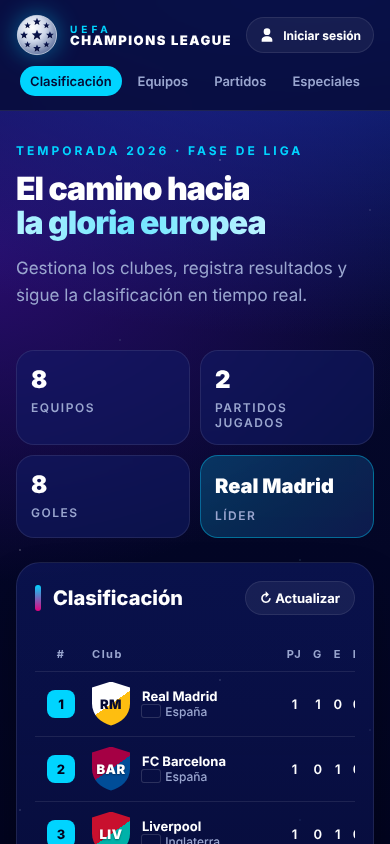 UEFA
CHAMPIONS LEAGUE
Iniciar sesión
Clasificación Equipos Partidos Especiales
TEMPORADA 2026 · FASE DE LIGA
El camino hacia
la gloria europea
Gestiona los clubes, registra resultados y
sigue la clasificación en tiempo real.
8
EQUIPOS
2
PARTIDOS
JUGADOS
8
GOLES
Real Madrid
LÍDER
Clasificación
↻ Actualizar
# Club PJ G E
1 RM Real Madrid 1 1 0
España
2 BAR FC Barcelona 1 0 1
España
3 LIV Liverpool 1 0 1
Inglaterra